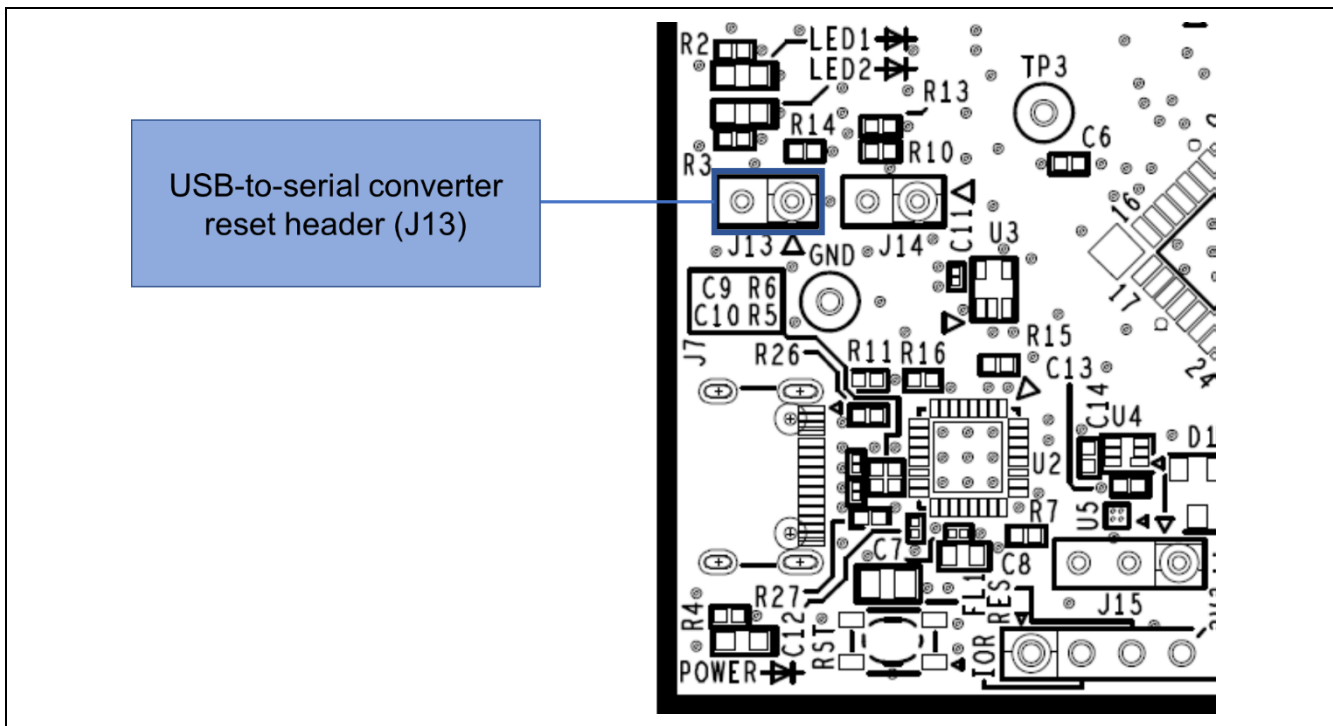 USB-to-serial converter
reset header (J13)
R2
LED1
LED2
TP3
R13
R14
C6
R3
R10
16
J13
J14
C11
U3
GND
C9 R6
C10 R5
17
J7
R26
R11
R16
R15
C13
24
C14
U4
D1
U2
R7
U5
C7
C8
R27
FL1
RES
J15
R4
C12
RST
IOR
POWER